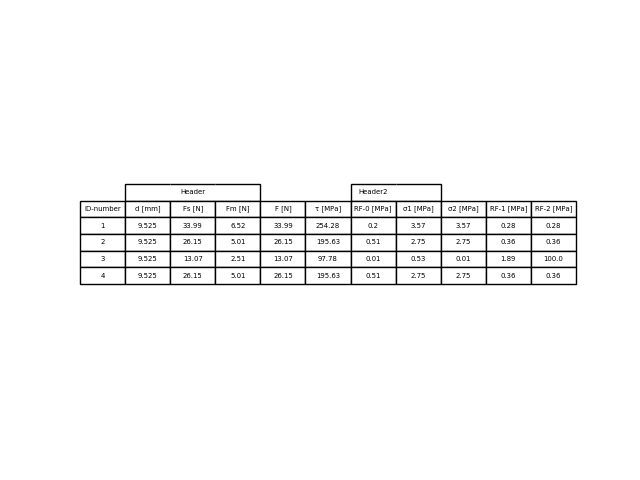 Header Header2
ID-number d [mm] Fs [N] Fm [N] F [N] τ [MPa] RF-0 [MPa] σ1 [MPa] σ2 [MPa] RF-1 [MPa] RF-2 [MPa]
1 9.525 33.99 6.52 33.99 254.28 0.2 3.57 3.57 0.28 0.28
2 9.525 26.15 5.01 26.15 195.63 0.51 2.75 2.75 0.36 0.36
3 9.525 13.07 2.51 13.07 97.78 0.01 0.53 0.01 1.89 100.0
4 9.525 26.15 5.01 26.15 195.63 0.51 2.75 2.75 0.36 0.36